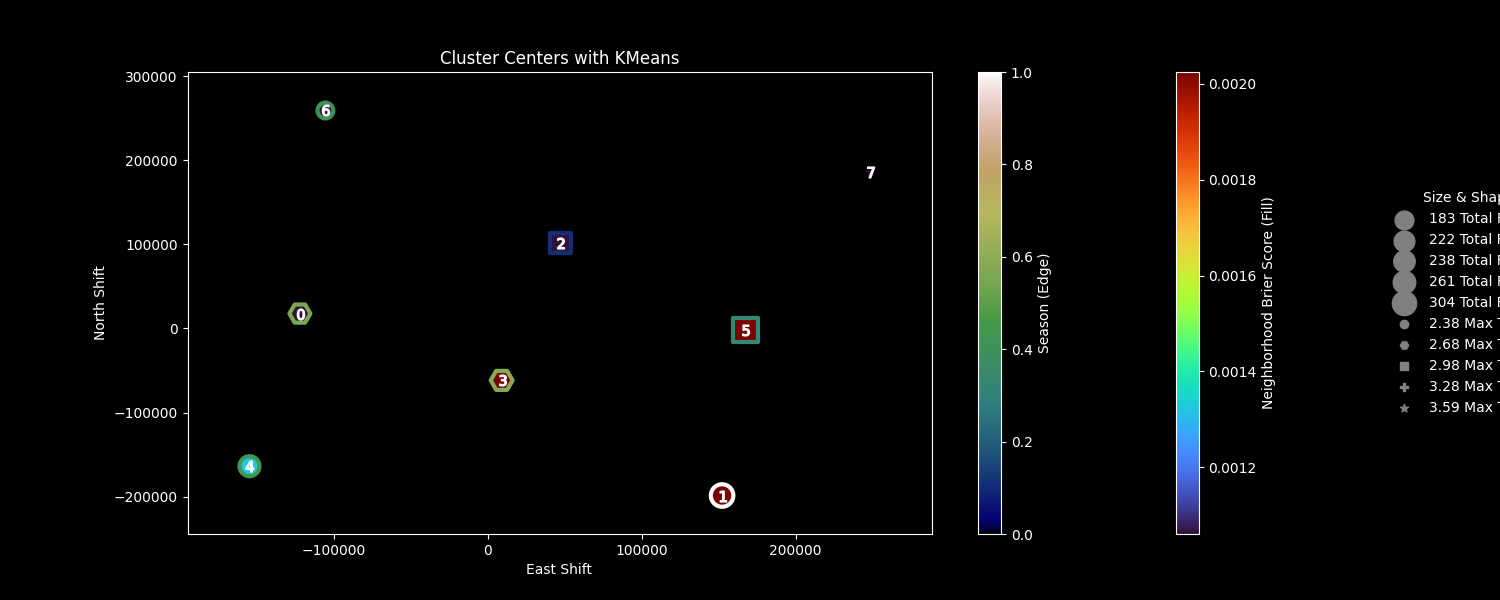 Cluster Centers with KMeans
300000
200000
100000
0
−100000
−200000
North Shift
−100000
0
100000
200000
East Shift
6
7
2
0
5
3
4
1
1.0
0.8
0.6
0.4
0.2
0.0
Season (Edge)
0.0020
0.0018
0.0016
0.0014
0.0012
Neighborhood Brier Score (Fill)
Size & Shap
183 Total F
222 Total F
238 Total F
261 Total F
304 Total F
2.38 Max T
2.68 Max T
2.98 Max T
3.28 Max T
3.59 Max T